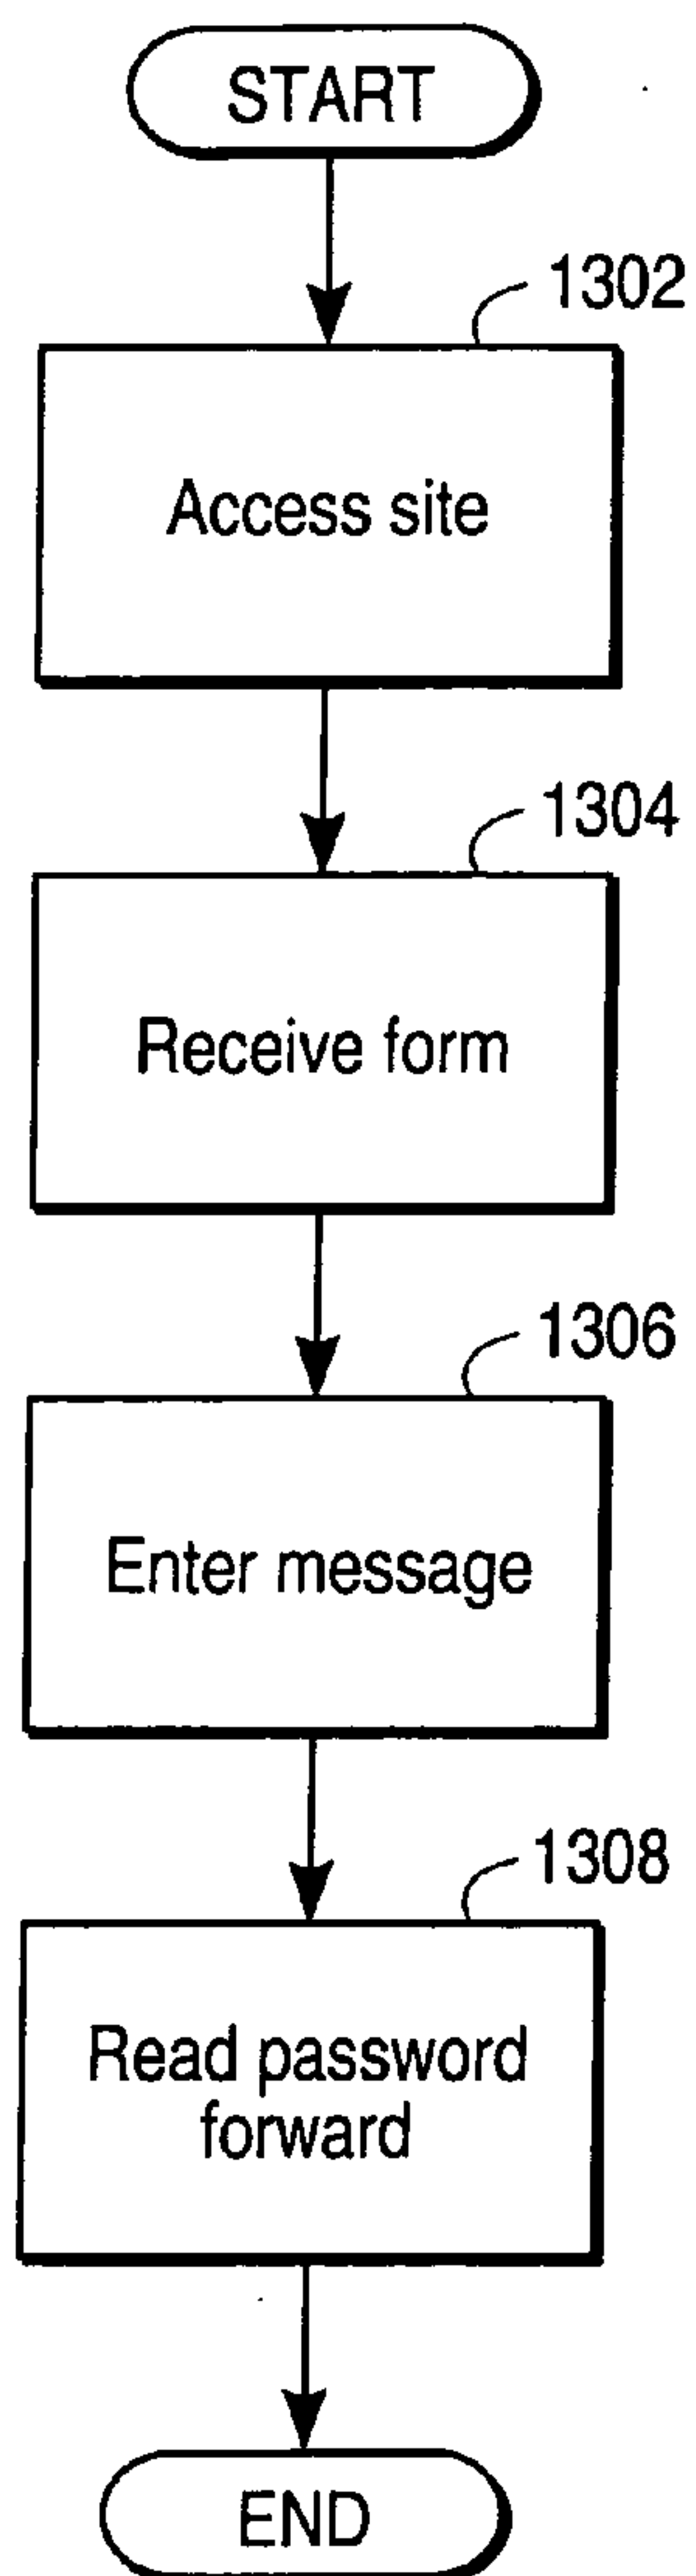 START
1302
Access site
1304
Receive form
1306
Enter message
1308
Read password
forward
END